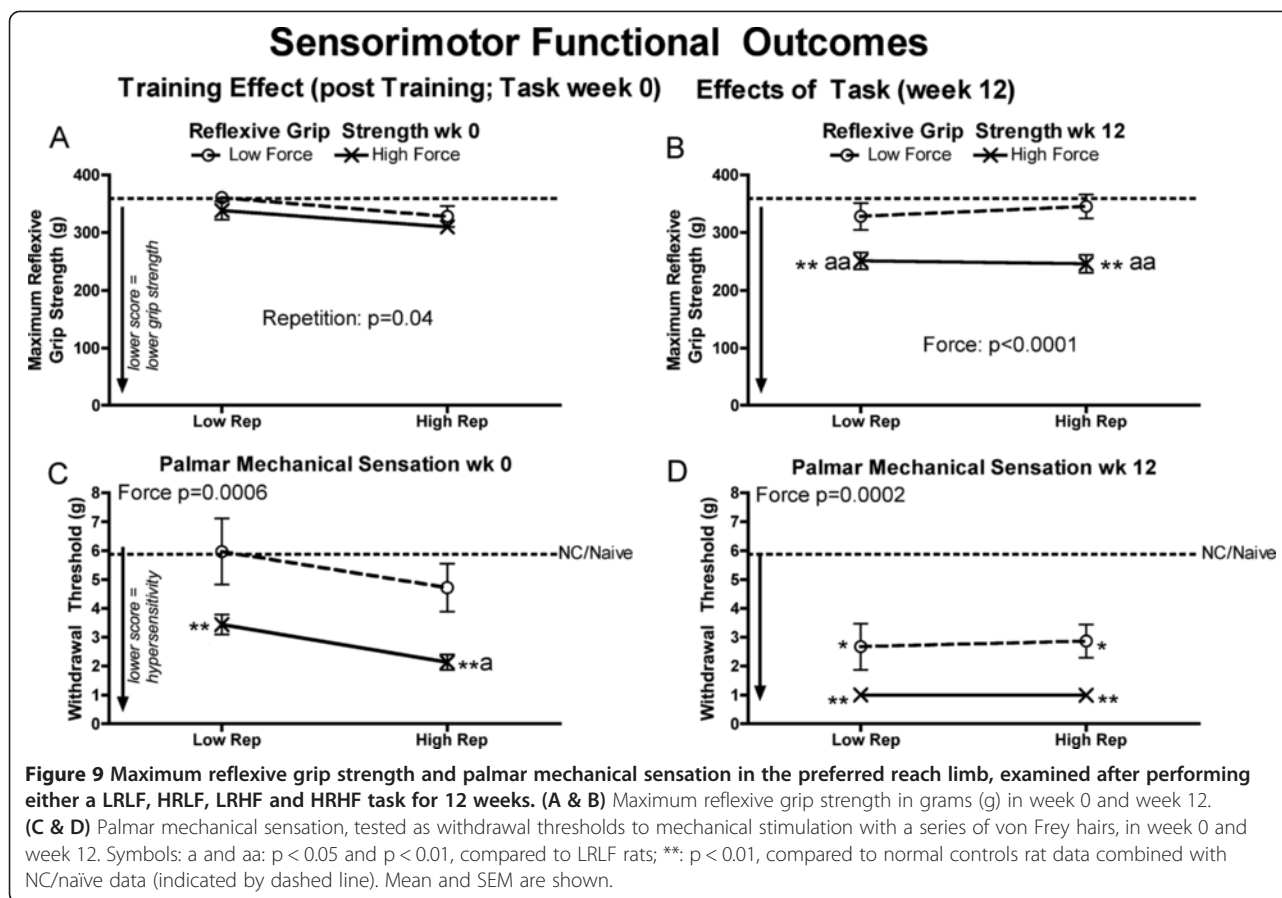 Sensorimotor Functional Outcomes
Training Effect (post Training; Task week 0)
Effects of Task (week 12)
A
Reflexive Grip Strength wk 0
Low Force High Force
Maximum Reflexive
Grip Strength (g)
400
300
200
100
0
lower score =
lower grip strength
Repetition: p=0.04
Low Rep
High Rep
B
Reflexive Grip Strength wk 12
Low Force High Force
Maximum Reflexive
Grip Strength (g)
400
300
200
100
0
** aa
** aa
Force: p<0.0001
Low Rep
High Rep
C
Palmar Mechanical Sensation wk 0
Force p=0.0006
Withdrawal Threshold (g)
8
7
6
5
4
3
2
1
0
lower score =
hypersensitivity
NC/Naive
**
**a
Low Rep
High Rep
D
Palmar Mechanical Sensation wk 12
Force p=0.0002
Withdrawal Threshold (g)
8
7
6
5
4
3
2
1
0
NC/Naive
*
*
**
**
Low Rep
High Rep
Figure 9 Maximum reflexive grip strength and palmar mechanical sensation in the preferred reach limb, examined after performing
either a LRLF, HRLF, LRHF and HRHF task for 12 weeks. (A & B) Maximum reflexive grip strength in grams (g) in week 0 and week 12.
(C & D) Palmar mechanical sensation, tested as withdrawal thresholds to mechanical stimulation with a series of von Frey hairs, in week 0 and
week 12. Symbols: a and aa: p < 0.05 and p < 0.01, compared to LRLF rats; **: p < 0.01, compared to normal controls rat data combined with
NC/naïve data (indicated by dashed line). Mean and SEM are shown.